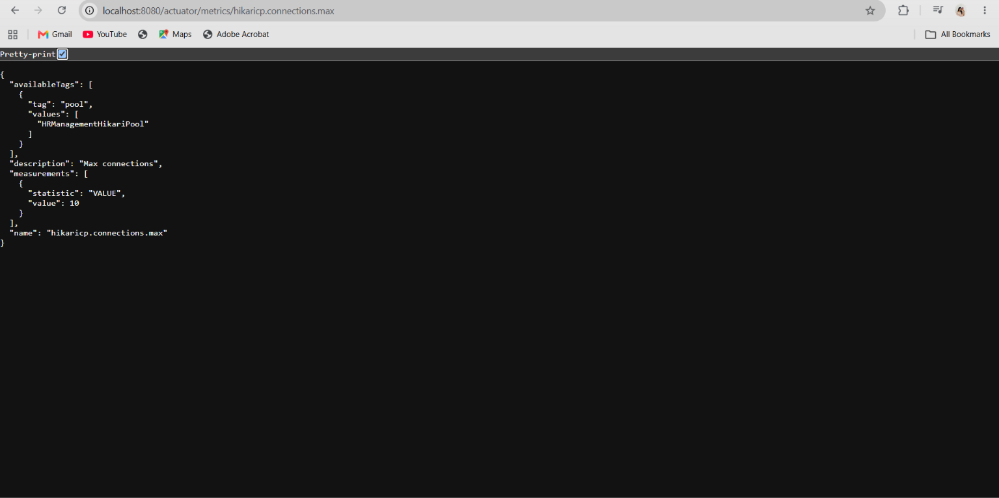 localhost:8080/actuator/metrics/hikaricp.connections.max
Gmail YouTube Maps Adobe Acrobat All Bookmarks
Pretty-print
{
  "availableTags": [
    {
      "tag": "pool",
      "values": [
        "HRManagementHikariPool"
      ]
    }
  ],
  "description": "Max connections",
  "measurements": [
    {
      "statistic": "VALUE",
      "value": 10
    }
  ],
  "name": "hikaricp.connections.max"
}